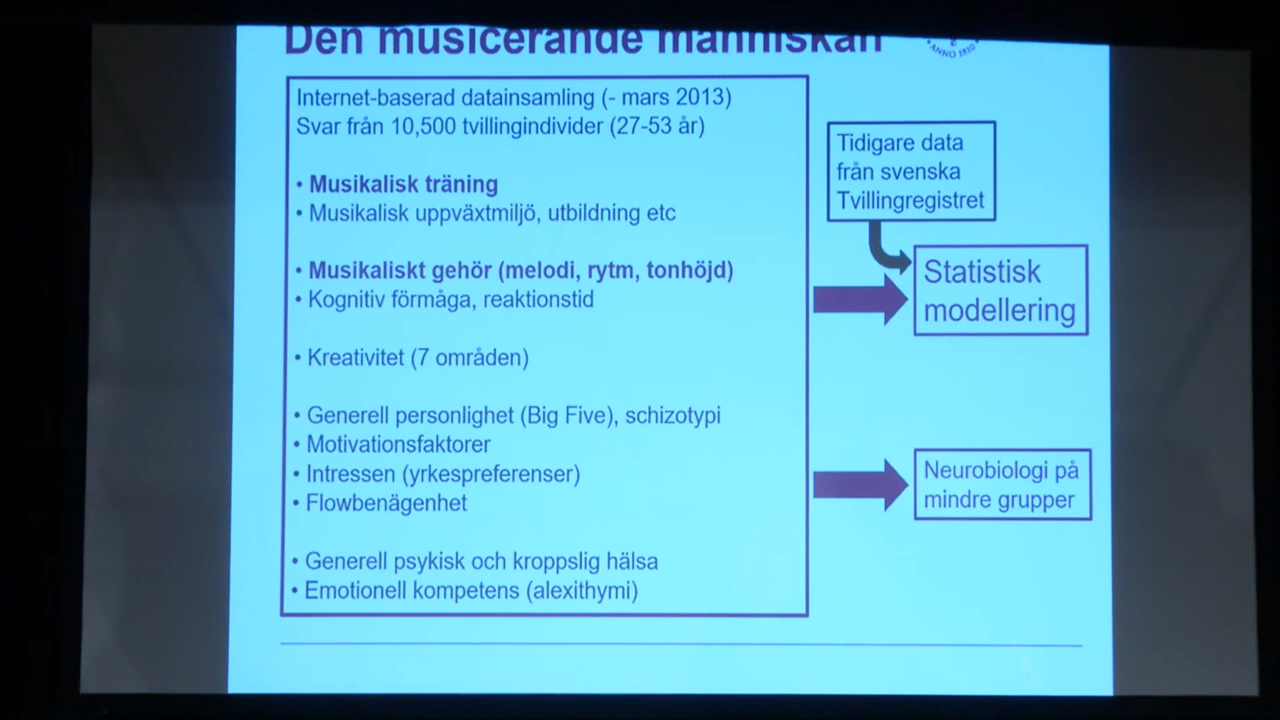 Den musicerande människan
ANNO 1810
Internet-baserad datainsamling (- mars 2013)
Svar från 10,500 tvillingindivider (27-53 år)
• Musikalisk träning
• Musikalisk uppväxtmiljö, utbildning etc
• Musikaliskt gehör (melodi, rytm, tonhöjd)
• Kognitiv förmåga, reaktionstid
• Kreativitet (7 områden)
• Generell personlighet (Big Five), schizotypi
• Motivationsfaktorer
• Intressen (yrkespreferenser)
• Flowbenägenhet
• Generell psykisk och kroppslig hälsa
• Emotionell kompetens (alexithymi)
Tidigare data
från svenska
Tvillingregistret
Statistisk
modellering
Neurobiologi på
mindre grupper